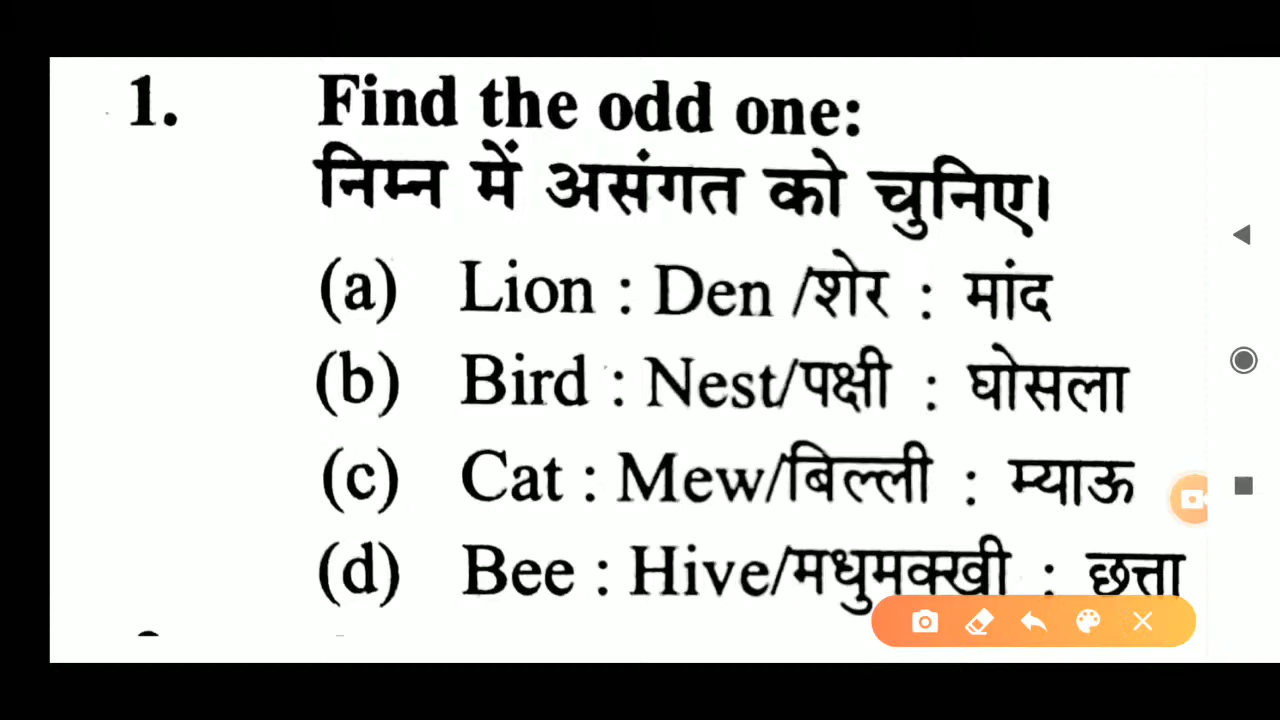 1. Find the odd one:
निम्न में असंगत को चुनिए।
(a) Lion : Den /शेर : मांद
(b) Bird : Nest/पक्षी : घोसला
(c) Cat : Mew/बिल्ली : म्याऊ
(d) Bee : Hive/मधुमक्खी : छत्ता